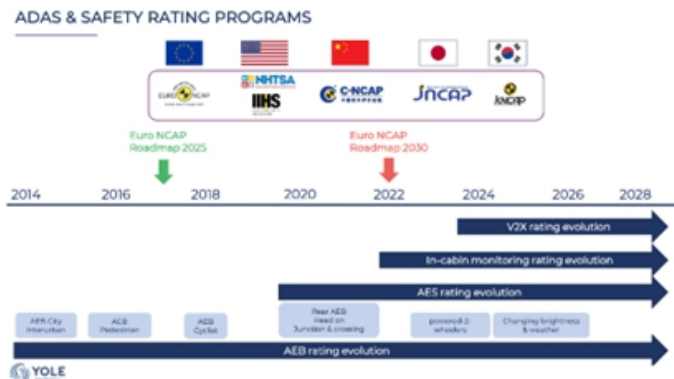 ADAS & SAFETY RATING PROGRAMS
EURO NCAP
NHTSA
IIHS
C-NCAP
JNCAP
KNCAP
Euro NCAP
Roadmap 2025
Euro NCAP
Roadmap 2030
2014 2016 2018 2020 2022 2024 2026 2028
V2X rating evolution
In-cabin monitoring rating evolution
AES rating evolution
AEB City
Interurban
AEB
Pedestrian
AEB
Cyclist
Rear AEB
Head on
Junction & crossing
powered 2-
wheelers
Changing brightness
& weather
AEB rating evolution
YOLE